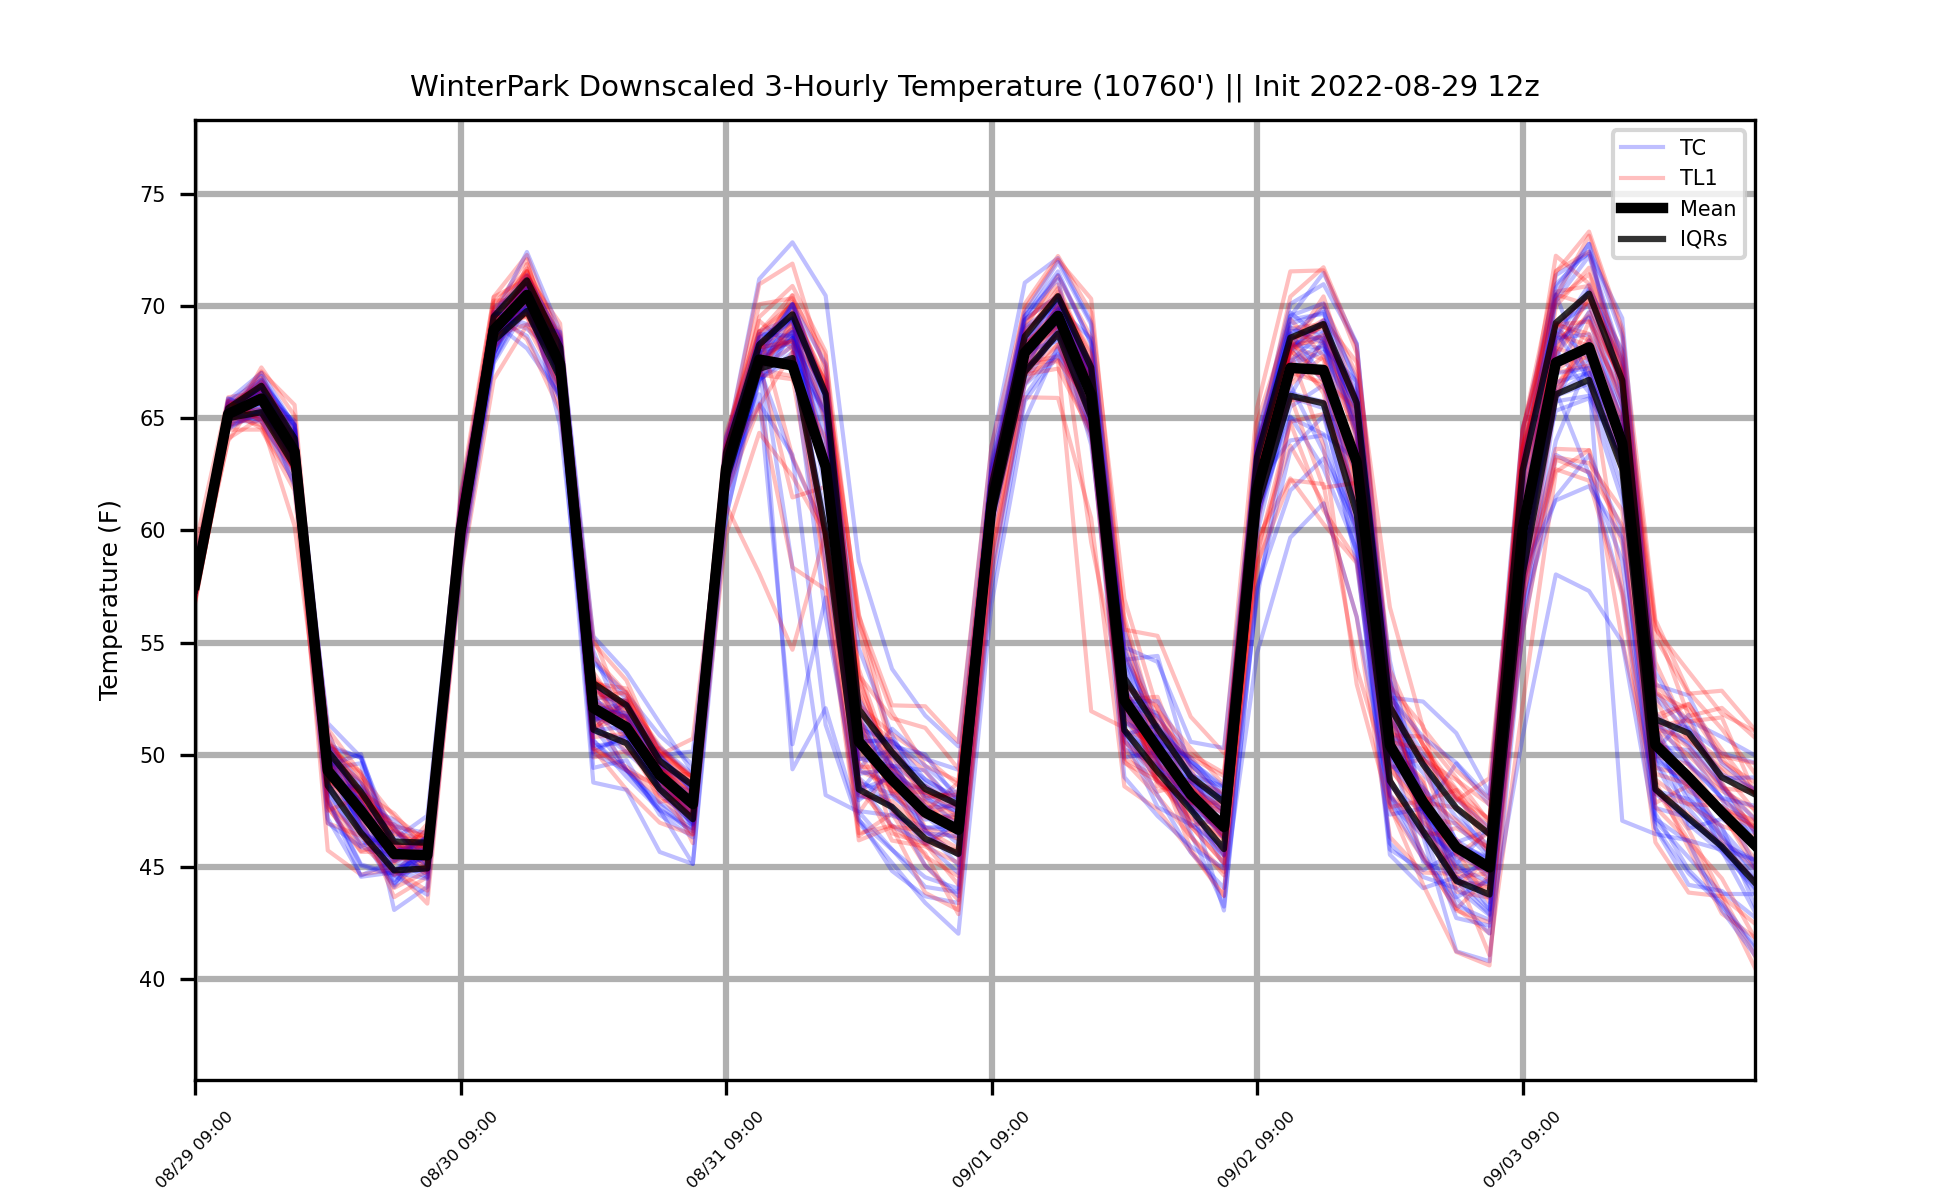 WinterPark Downscaled 3-Hourly Temperature (10760') || Init 2022-08-29 12z
TC
TL1
Mean
IQRs
Temperature (F)
75
70
65
60
55
50
45
40
08/29 09:00
08/30 09:00
08/31 09:00
09/01 09:00
09/02 09:00
09/03 09:00